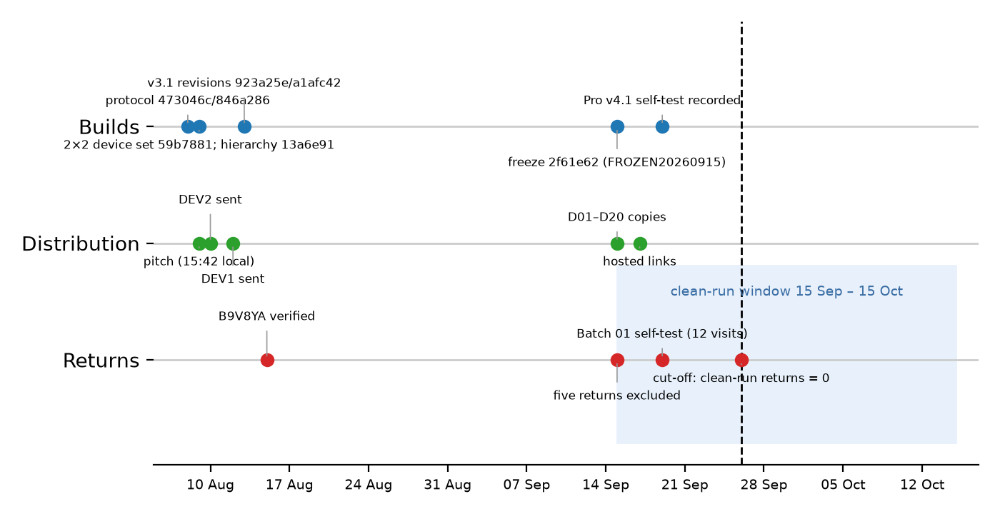 v3.1 revisions 923a25e/a1afc42
protocol 473046c/846a286
Pro v4.1 self-test recorded
Builds
2×2 device set 59b7881; hierarchy 13a6e91
freeze 2f61e62 (FROZEN20260915)
DEV2 sent
D01–D20 copies
Distribution
pitch (15:42 local)
hosted links
DEV1 sent
clean-run window 15 Sep – 15 Oct
B9V8YA verified
Batch 01 self-test (12 visits)
Returns
cut-off: clean-run returns = 0
five returns excluded
10 Aug
17 Aug
24 Aug
31 Aug
07 Sep
14 Sep
21 Sep
28 Sep
05 Oct
12 Oct